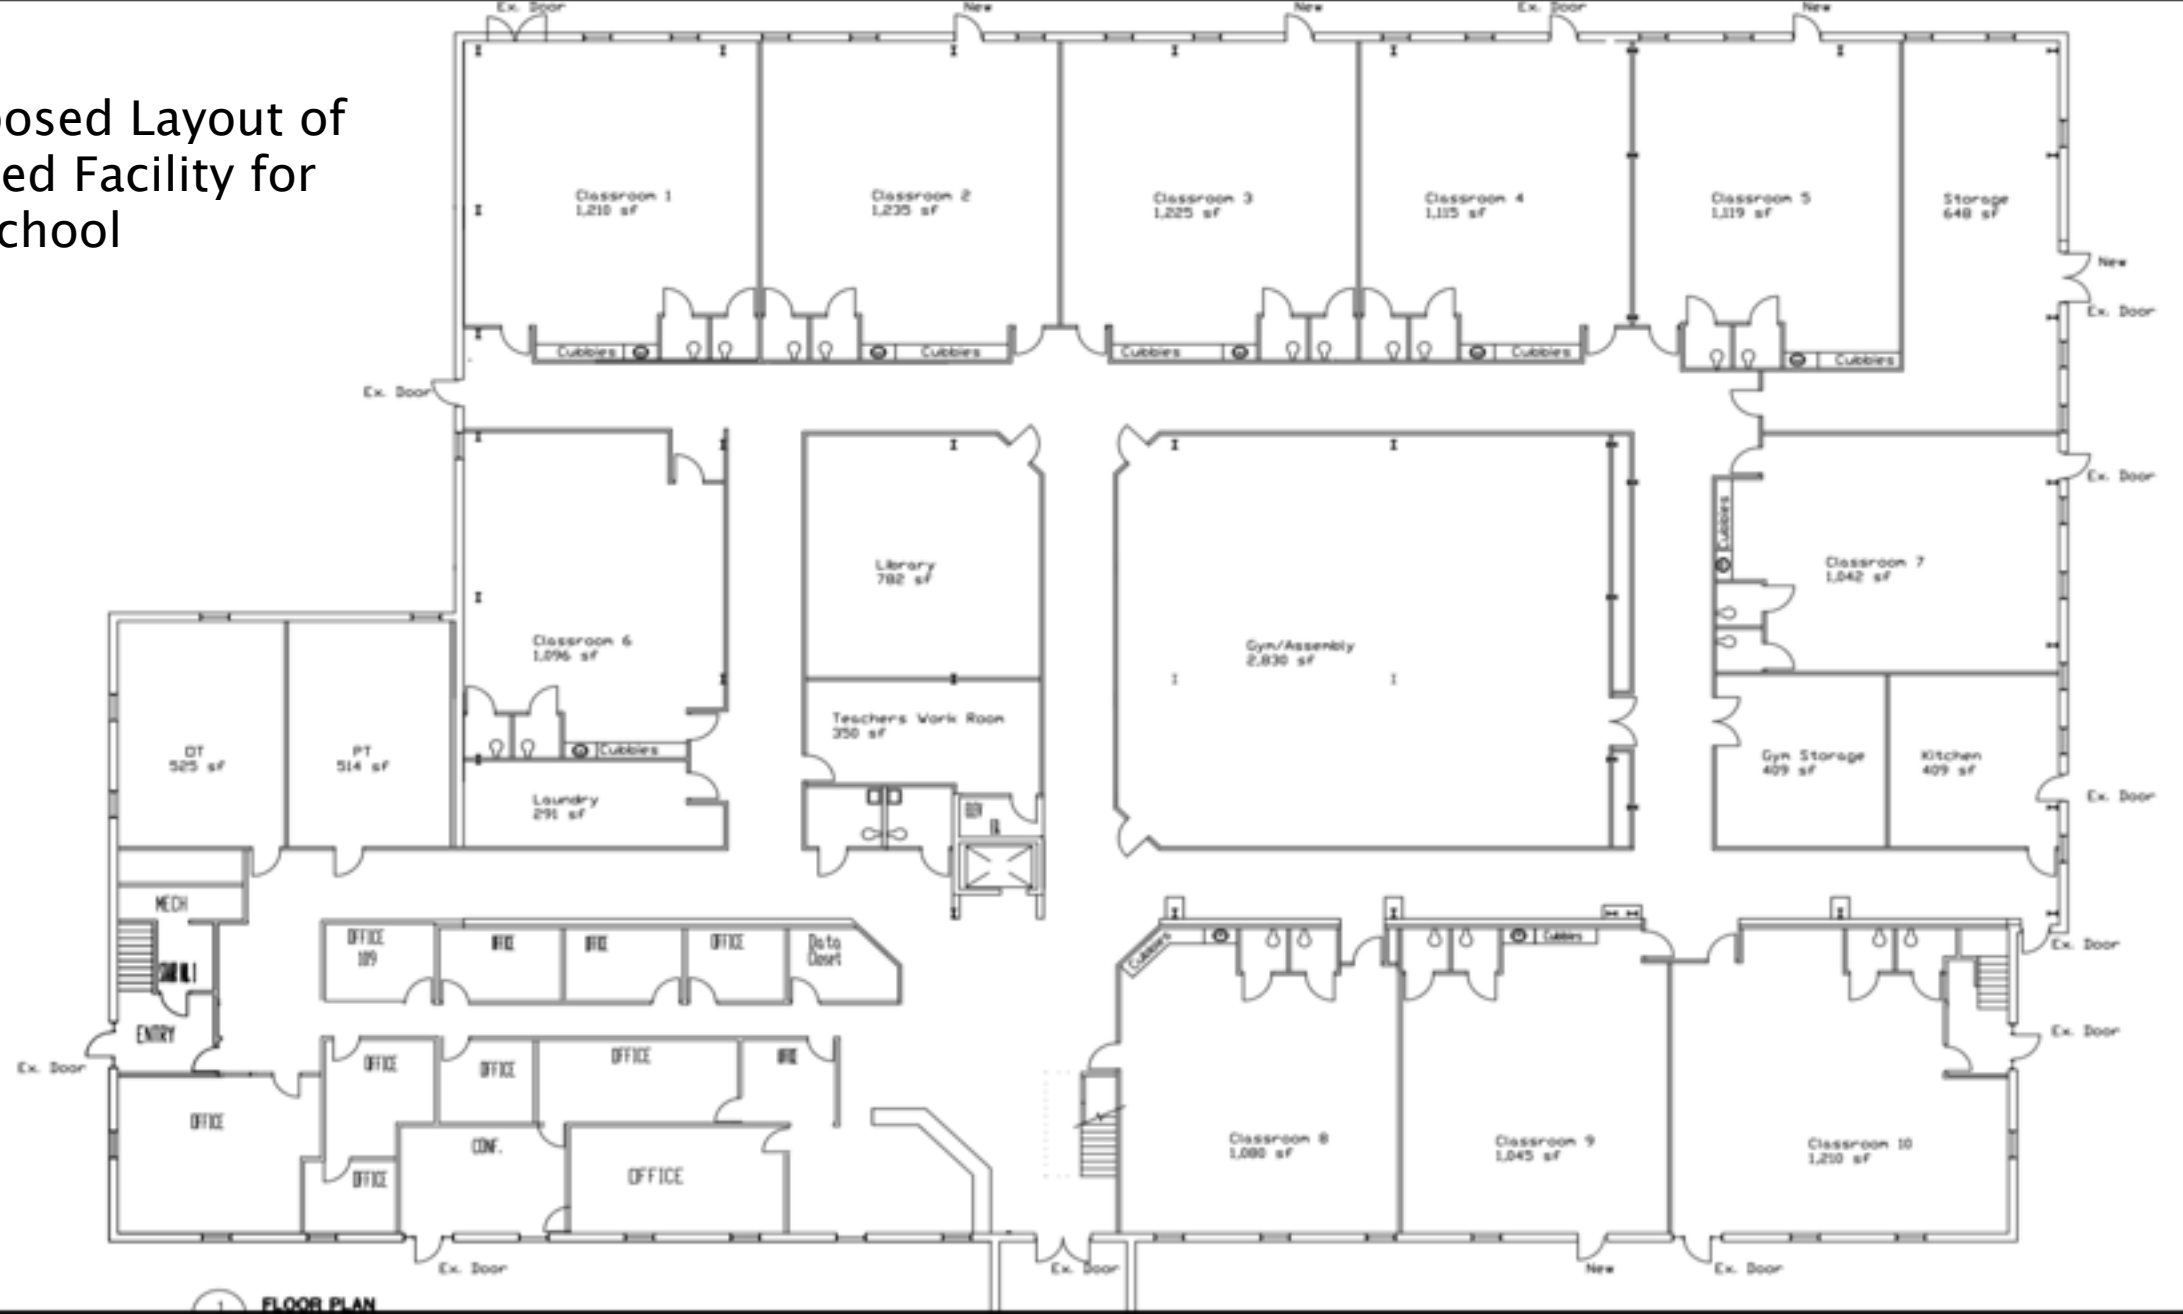 Ex. Door
New
New
Ex. Door
New
posed Layout of
ed Facility for
chool
Classroom 1
1,210 sf
Classroom 2
1,235 sf
Classroom 3
1,225 sf
Classroom 4
1,115 sf
Classroom 5
1,119 sf
Storage
648 sf
New
Ex. Door
Cubbies
Cubbies
Cubbies
Cubbies
Cubbies
Ex. Door
Ex. Door
Cubbies
Library
782 sf
Classroom 7
1,042 sf
Classroom 6
1,096 sf
Gym/Assembly
2,830 sf
Teachers Work Room
350 sf
OT
525 sf
PT
514 sf
Cubbies
Gym Storage
409 sf
Kitchen
409 sf
Laundry
291 sf
Ex. Door
MECH
OFFICE
109
OFFICE
OFFICE
OFFICE
Data
Closet
Cubbies
Cubbies
Ex. Door
ENTRY
Ex. Door
Ex. Door
OFFICE
OFFICE
OFFICE
OFFICE
OFFICE
CONF.
OFFICE
OFFICE
Classroom 8
1,080 sf
Classroom 9
1,045 sf
Classroom 10
1,210 sf
Ex. Door
Ex. Door
New
Ex. Door
1
FLOOR PLAN